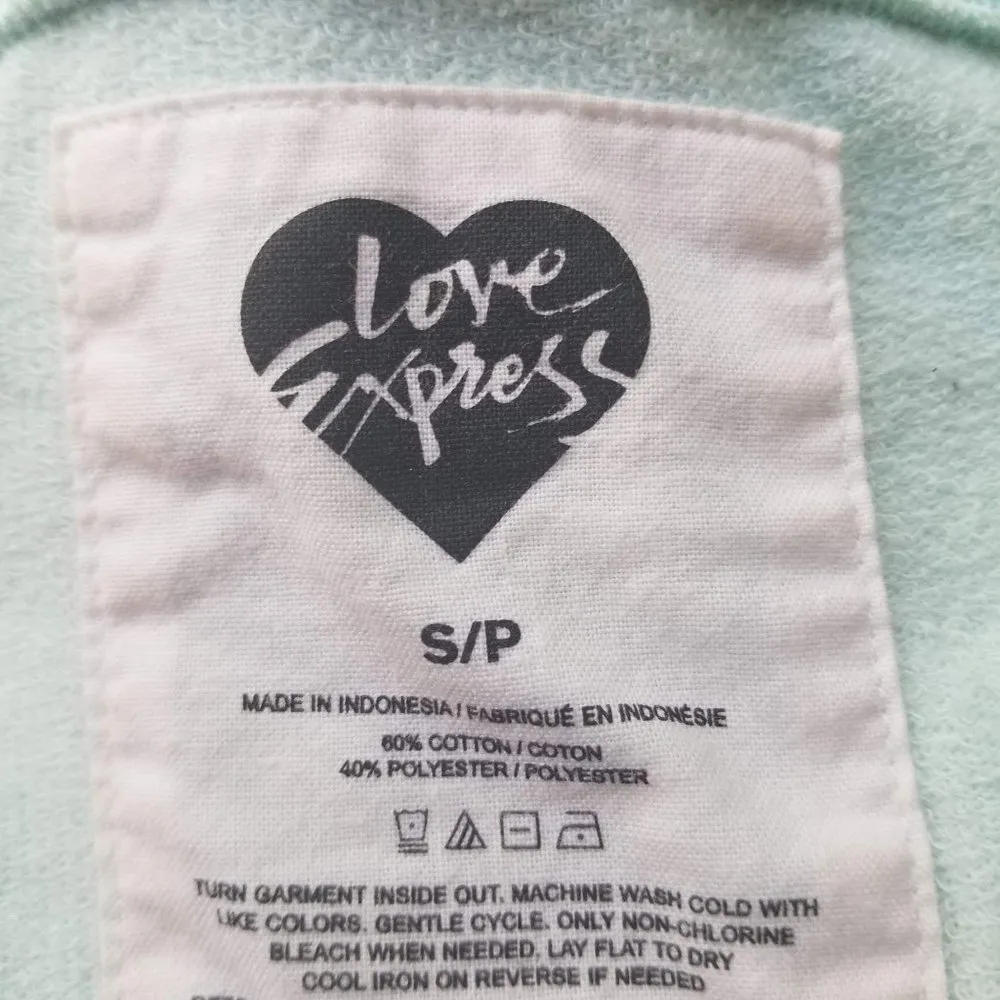 Love
Express
S/P
MADE IN INDONESIA / FABRIQUÉ EN INDONÉSIE
60% COTTON / COTON
40% POLYESTER / POLYESTER
TURN GARMENT INSIDE OUT. MACHINE WASH COLD WITH
LIKE COLORS. GENTLE CYCLE. ONLY NON-CHLORINE
BLEACH WHEN NEEDED. LAY FLAT TO DRY
COOL IRON ON REVERSE IF NEEDED